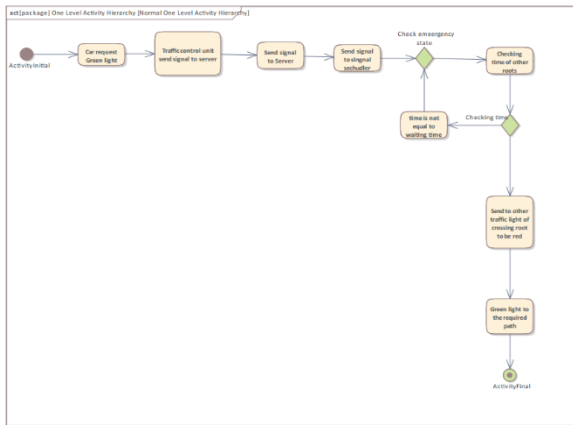 act[package] One Level Activity Hierarchy [Normal One Level Activity Hierarchy]
ActivityInitial
Car request
Green light
Traffic control unit
send signal to server
Send signal
to Server
Send signal
to singnal
sechudler
Check emeergency
state
Checking
time of other
roots
time is not
equal to
waiting time
Checking time
Send to other
traffic light of
crossing root
to be red
Green light to
the required
path
ActivityFinal